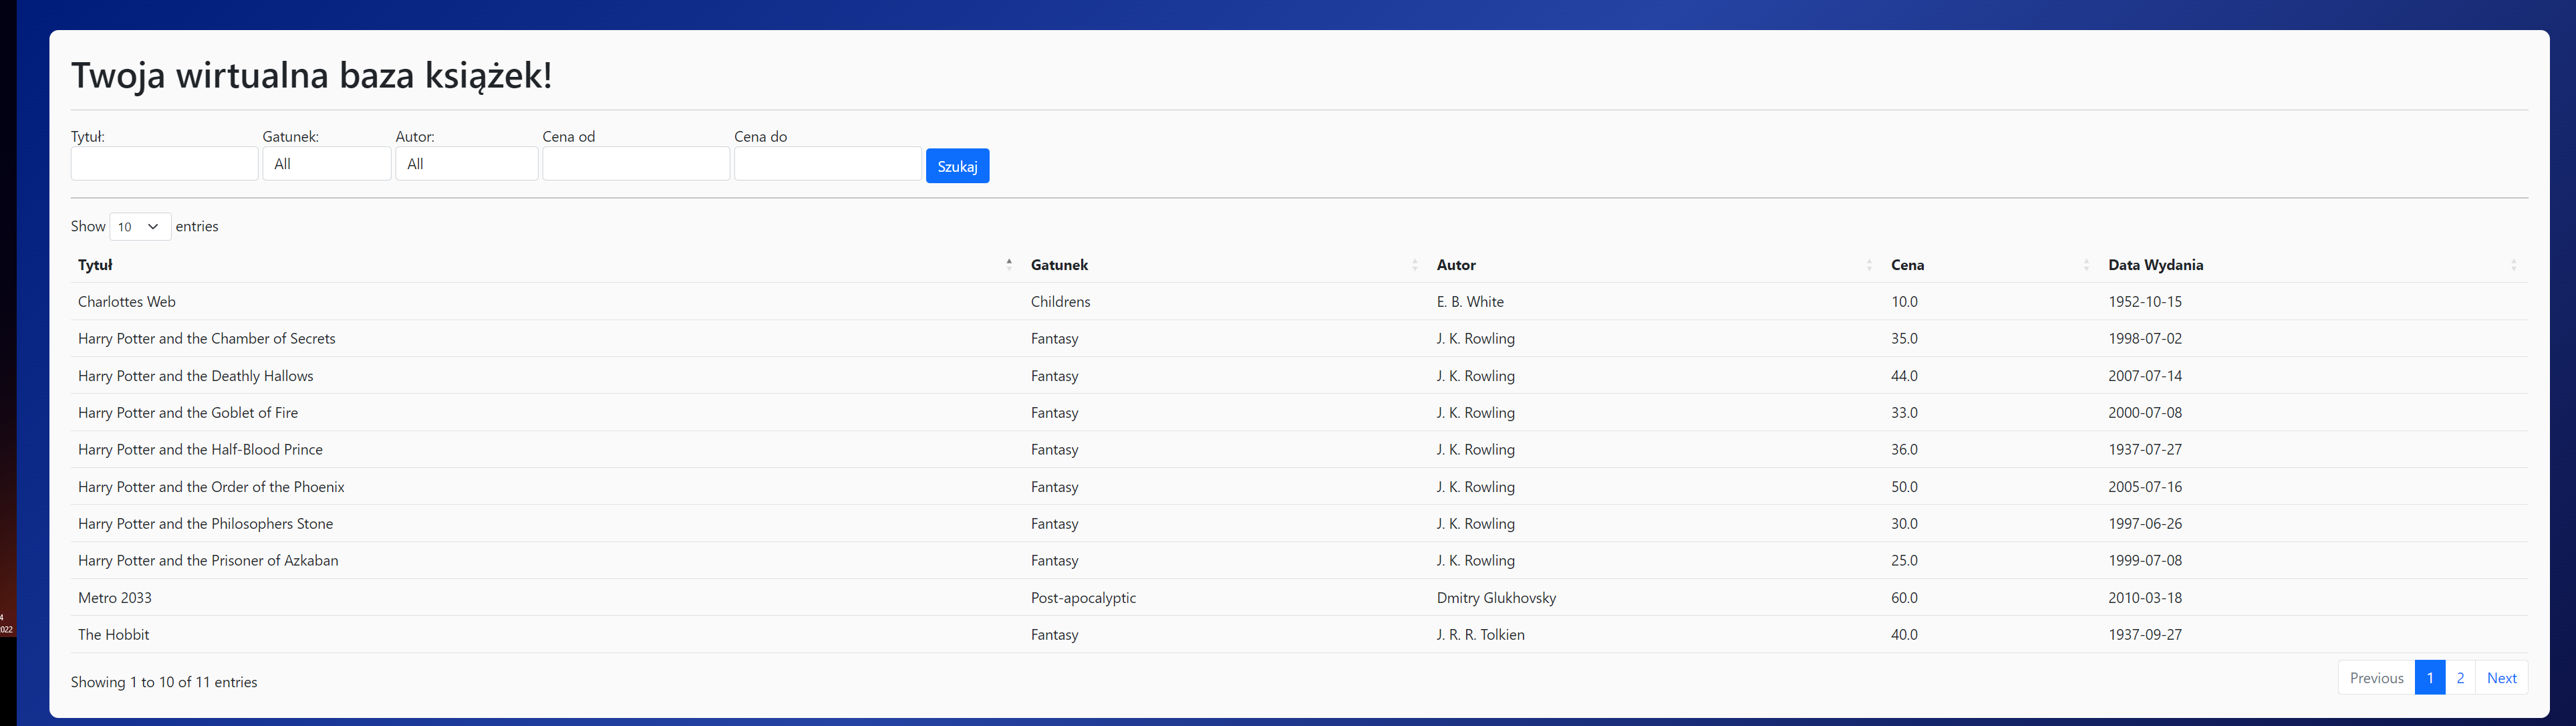 Twoja wirtualna baza książek!
Tytuł: Gatunek: Autor: Cena od Cena do
All All Szukaj
Show 10 entries
Tytuł Gatunek Autor Cena Data Wydania
Charlottes Web Childrens E. B. White 10.0 1952-10-15
Harry Potter and the Chamber of Secrets Fantasy J. K. Rowling 35.0 1998-07-02
Harry Potter and the Deathly Hallows Fantasy J. K. Rowling 44.0 2007-07-14
Harry Potter and the Goblet of Fire Fantasy J. K. Rowling 33.0 2000-07-08
Harry Potter and the Half-Blood Prince Fantasy J. K. Rowling 36.0 1937-07-27
Harry Potter and the Order of the Phoenix Fantasy J. K. Rowling 50.0 2005-07-16
Harry Potter and the Philosophers Stone Fantasy J. K. Rowling 30.0 1997-06-26
Harry Potter and the Prisoner of Azkaban Fantasy J. K. Rowling 25.0 1999-07-08
Metro 2033 Post-apocalyptic Dmitry Glukhovsky 60.0 2010-03-18
4
022
The Hobbit Fantasy J. R. R. Tolkien 40.0 1937-09-27
Showing 1 to 10 of 11 entries
Previous 1 2 Next